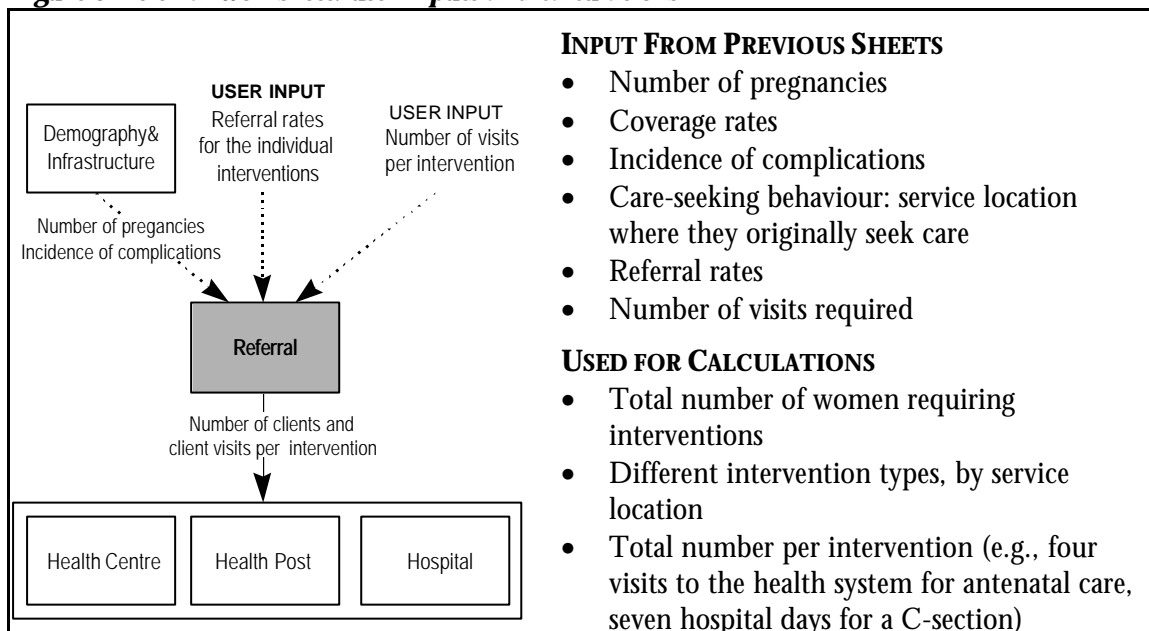 USER INPUT
Referral rates
for the individual
interventions
USER INPUT
Number of visits
per intervention
Demography&
Infrastructure
Number of pregancies
Incidence of complications
Referral
Number of clients and
client visits per intervention
Health Centre
Health Post
Hospital
INPUT FROM PREVIOUS SHEETS
• Number of pregnancies
• Coverage rates
• Incidence of complications
• Care-seeking behaviour: service location
where they originally seek care
• Referral rates
• Number of visits required
USED FOR CALCULATIONS
• Total number of women requiring
interventions
• Different intervention types, by service
location
• Total number per intervention (e.g., four
visits to the health system for antenatal care,
seven hospital days for a C-section)